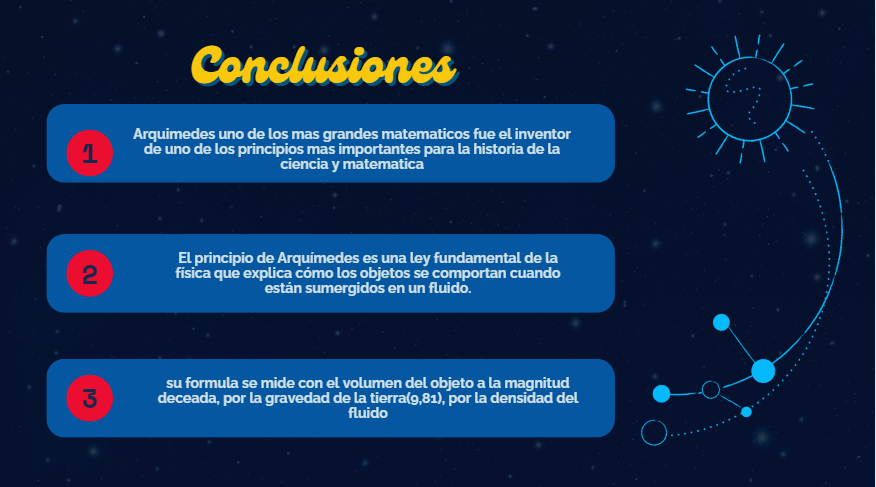 Conclusiones
1
Arquimedes uno de los mas grandes matematicos fue el inventor
de uno de los principios mas importantes para la historia de la
ciencia y matematica
2
El principio de Arquímedes es una ley fundamental de la
física que explica cómo los objetos se comportan cuando
están sumergidos en un fluido.
3
su formula se mide con el volumen del objeto a la magnitud
deceada, por la gravedad de la tierra(9,81), por la densidad del
fluido